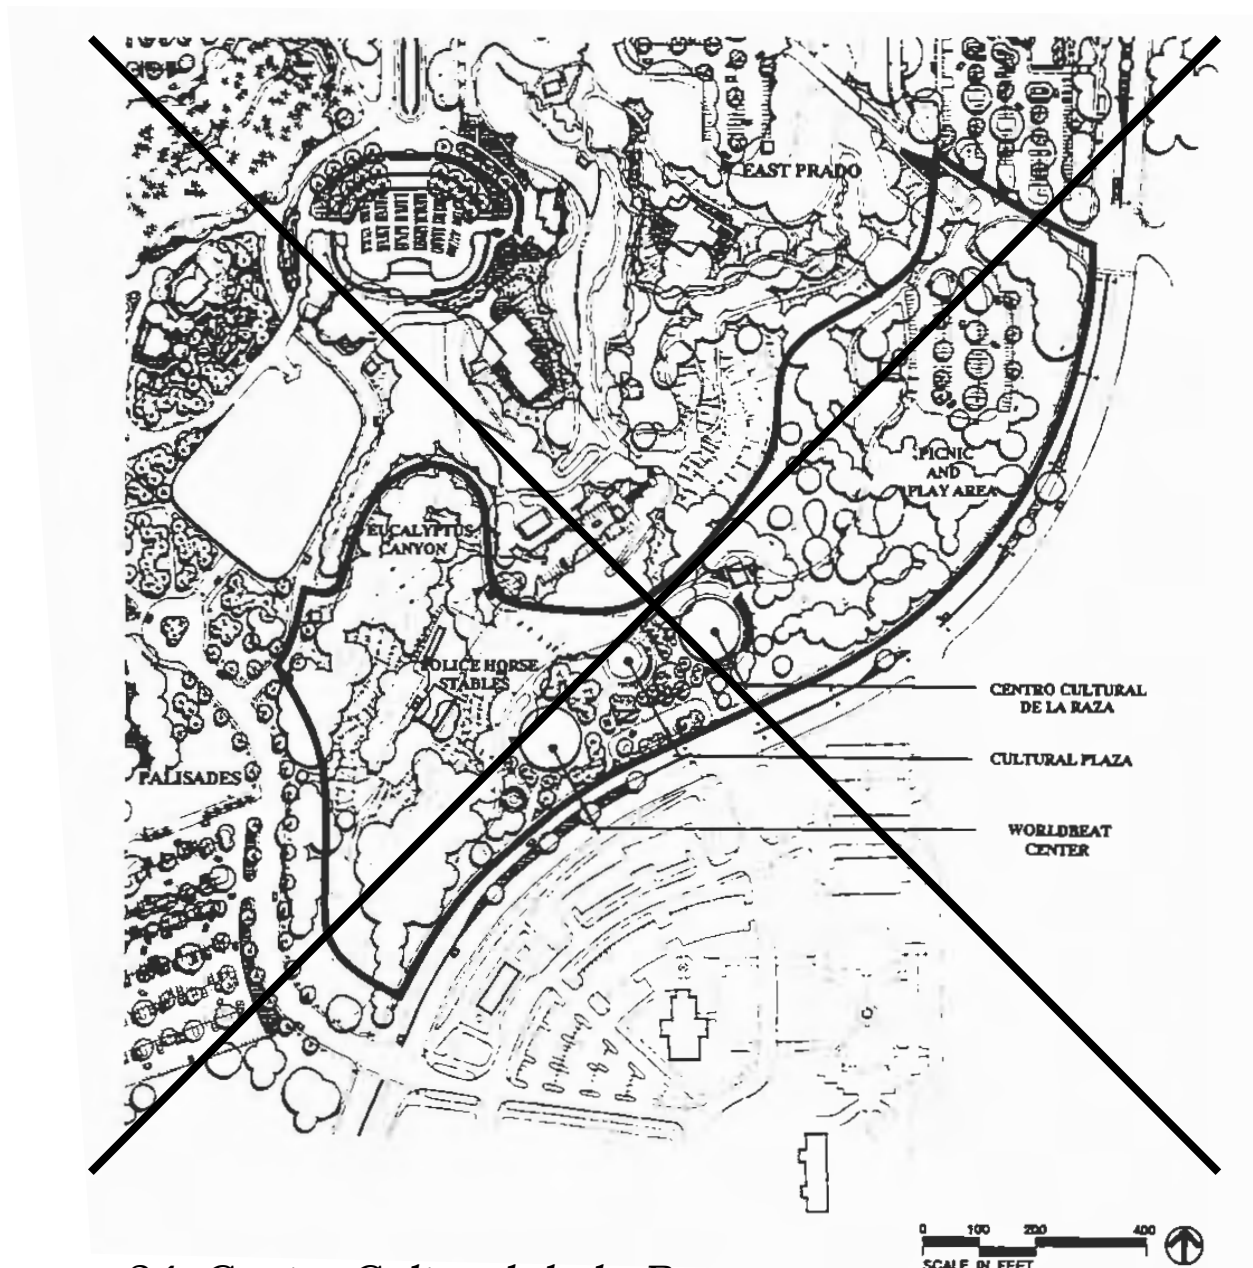 EAST PRADO
PICNIC
AND
PLAY AREA
EUCALYPTUS
CANYON
POLICE HORSE
STABLES
CENTRO CULTURAL
DE LA RAZA
CULTURAL PLAZA
PALISADES
WORLDBEAT
CENTER
0 100 200 400
SCALE IN FEET